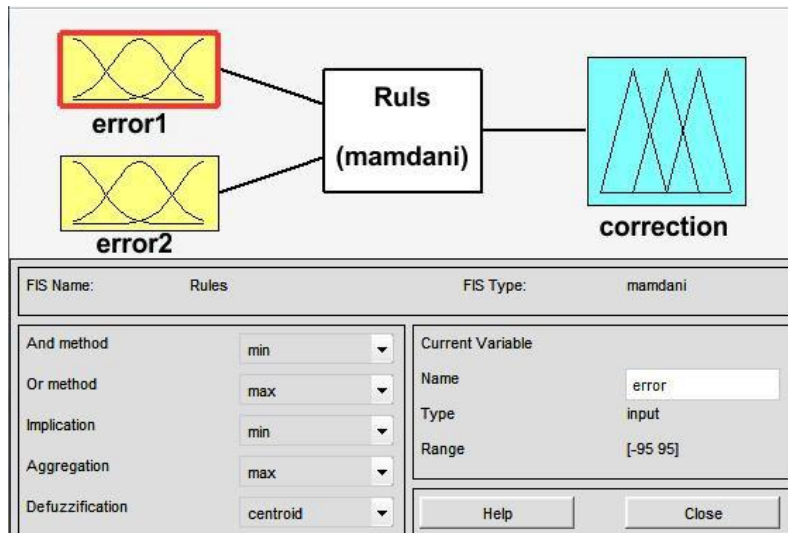 error1
Ruls
(mamdani)
error2
correction
FIS Name: Rules FIS Type: mamdani
And method min
Or method max
Implication min
Aggregation max
Defuzzification centroid
Current Variable
Name error
Type input
Range [-95 95]
Help Close